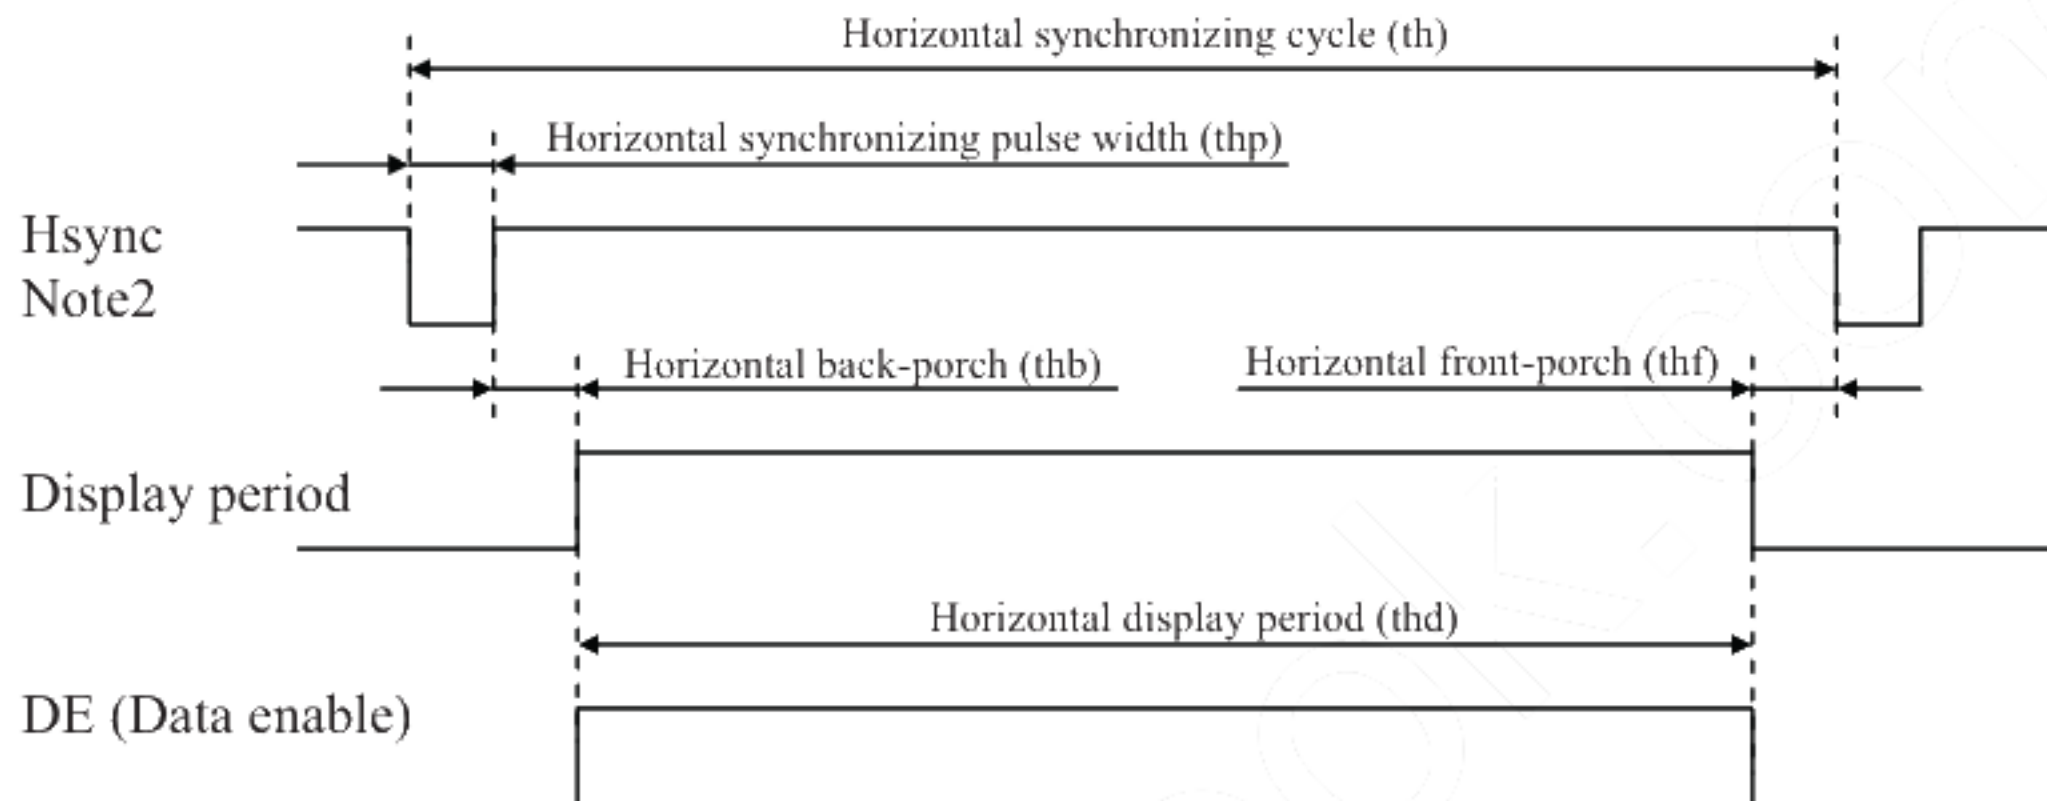 Horizontal synchronizing cycle (th)
Horizontal synchronizing pulse width (thp)
Hsync
Note2
Horizontal back-porch (thb)
Horizontal front-porch (thf)
Display period
Horizontal display period (thd)
DE (Data enable)